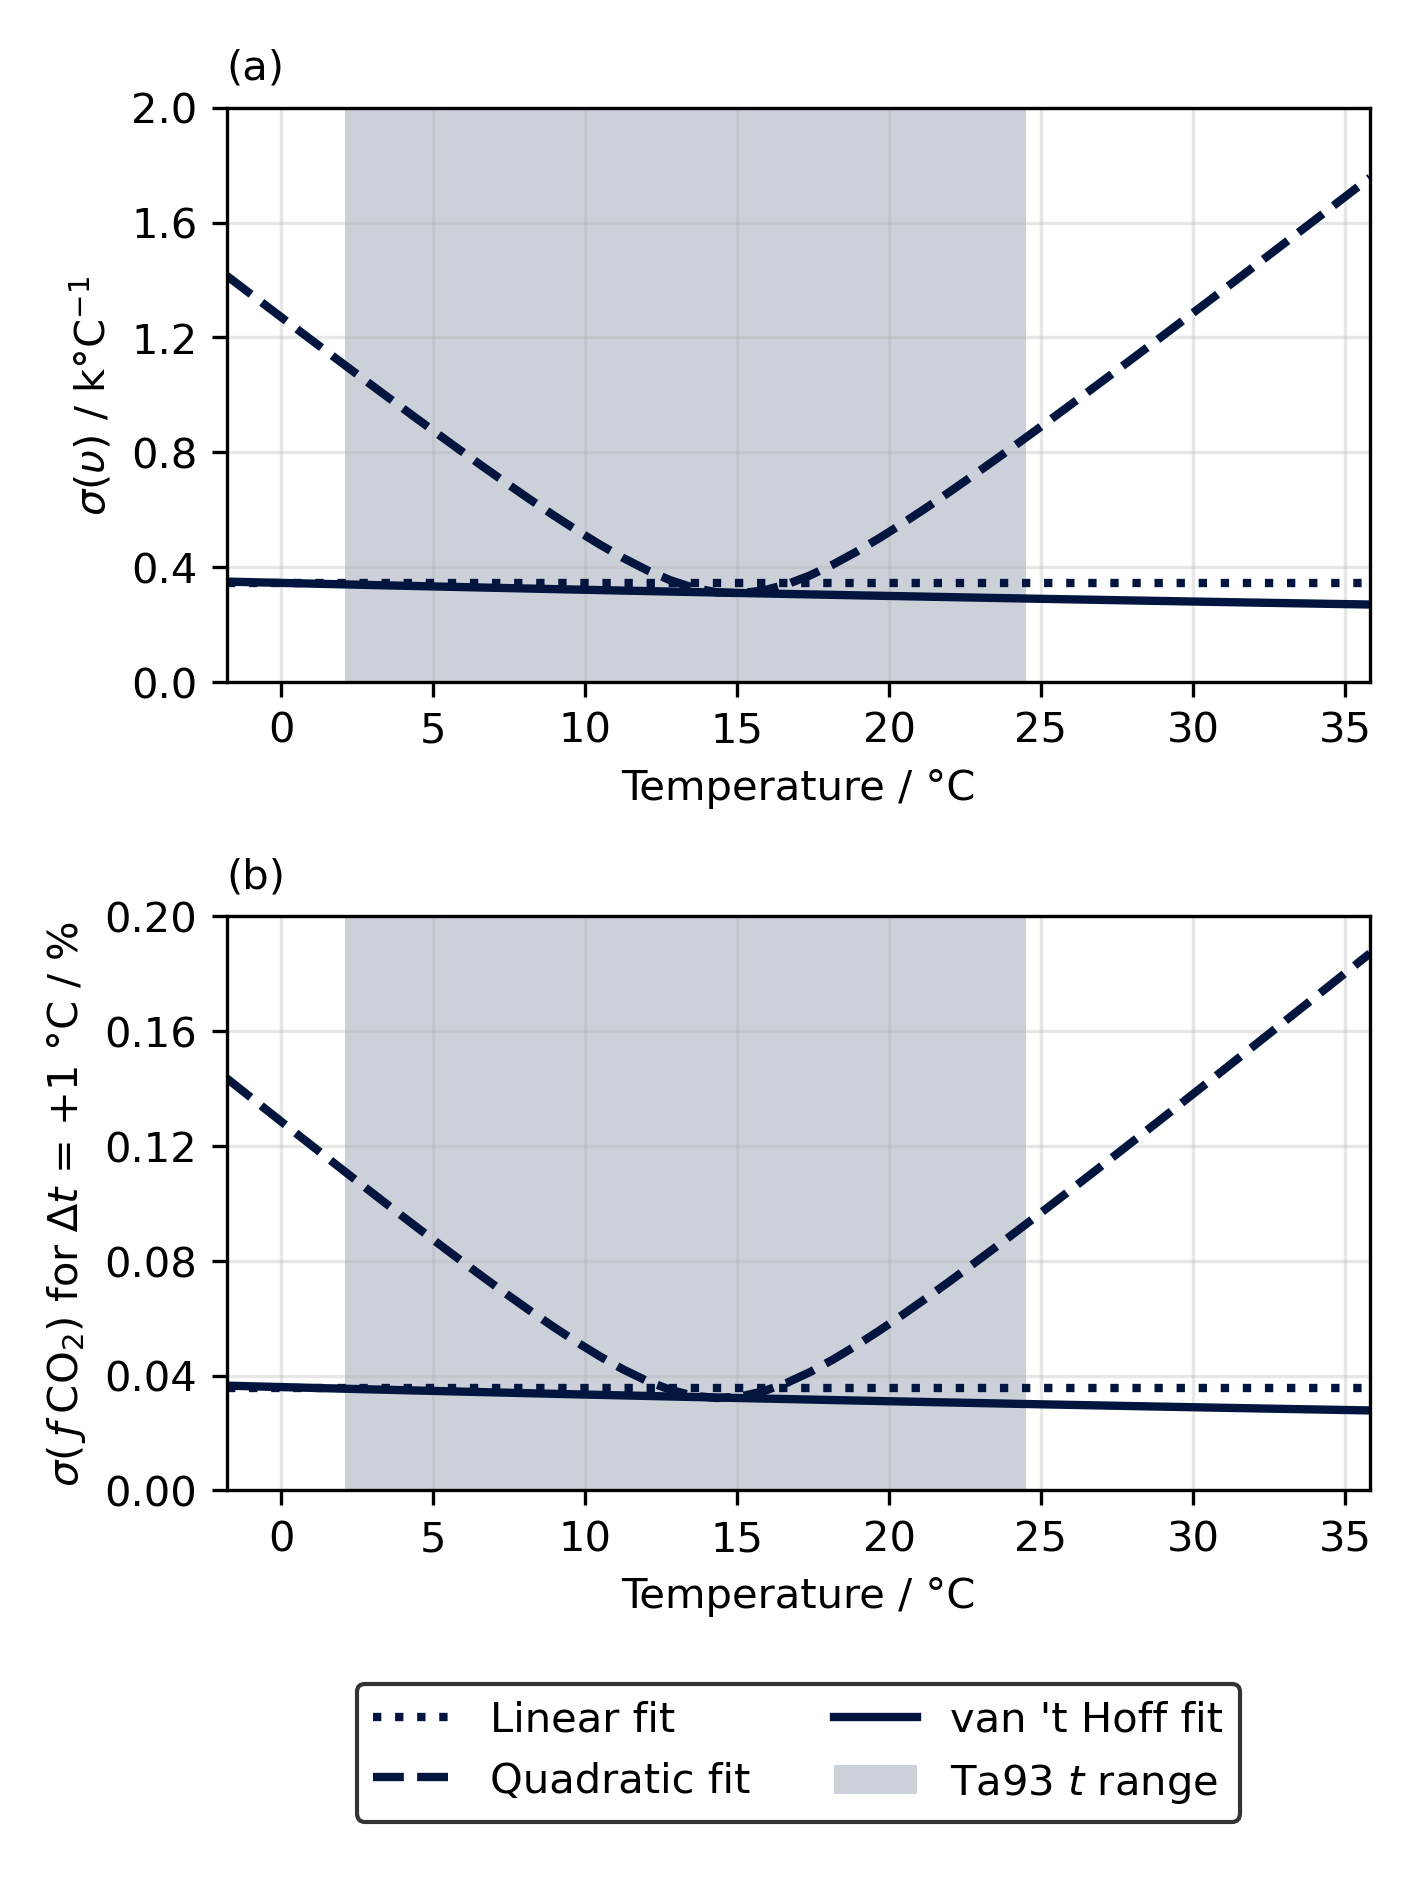 (a)
2.0
1.6
1.2
0.8
0.4
0.0
σ(υ) / k°C⁻¹
0 5 10 15 20 25 30 35
Temperature / °C
(b)
0.20
0.16
0.12
0.08
0.04
0.00
σ(fCO₂) for Δt = +1 °C / %
0 5 10 15 20 25 30 35
Temperature / °C
Linear fit
Quadratic fit
van 't Hoff fit
Ta93 t range